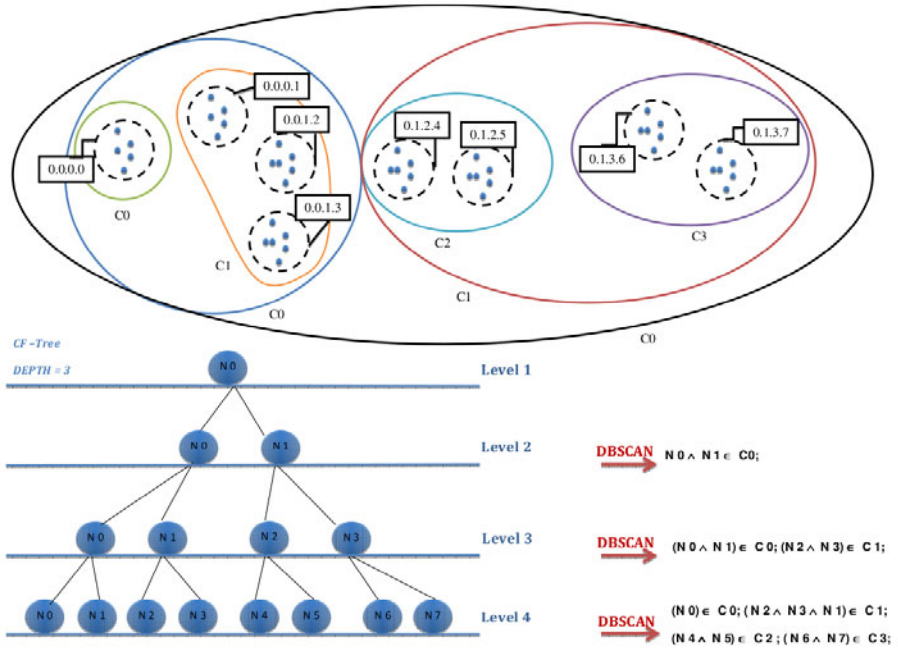 0.0.0.1
0.0.1.2
0.1.2.4
0.1.2.5
0.1.3.7
0.0.0.0
0.1.3.6
0.0.1.3
C0
C1
C2
C3
C1
C0
C0
CF -Tree
DEPTH = 3
N 0
Level 1
N 0 N 1
Level 2
DBSCAN N 0 ∧ N 1 ∈ C0;
N 0 N 1 N 2 N 3
Level 3
DBSCAN (N 0 ∧ N 1) ∈ C 0; (N2 ∧ N3) ∈ C 1;
N 0 N 1 N 2 N 3 N 4 N 5 N 6 N 7
Level 4
DBSCAN (N 0) ∈ C 0; (N 2 ∧ N 3 ∧ N 1) ∈ C 1;
(N 4 ∧ N 5) ∈ C 2 ; (N 6 ∧ N 7) ∈ C 3;